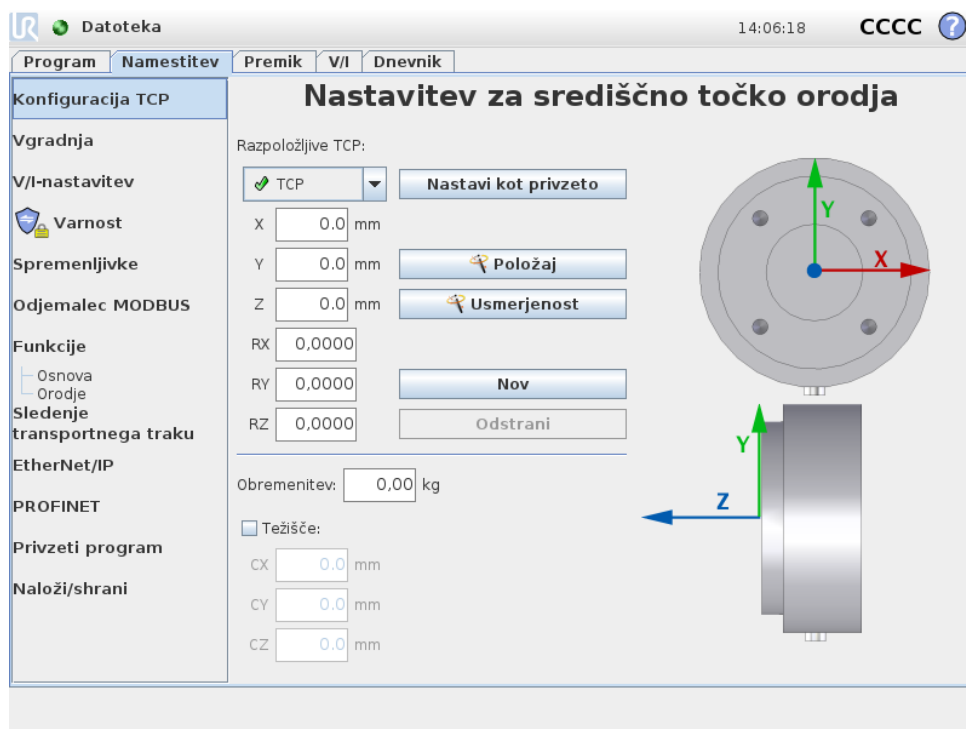 UR Datoteka 14:06:18 CCCC ?
Program Namestitev Premik V/I Dnevnik
Konfiguracija TCP
Vgradnja
V/I-nastavitev
Varnost
Spremenljivke
Odjemalec MODBUS
Funkcije
Osnova
Orodje
Sledenje
transportnega traku
EtherNet/IP
PROFINET
Privzeti program
Naloži/shrani
Nastavitev za središčno točko orodja
Razpoložljive TCP:
TCP Nastavi kot privzeto
X 0.0 mm
Y 0.0 mm Položaj
Z 0.0 mm Usmerjenost
RX 0,0000
RY 0,0000 Nov
RZ 0,0000 Odstrani
Obremenitev: 0,00 kg
Težišče:
CX 0.0 mm
CY 0.0 mm
CZ 0.0 mm
Y
X
Y
Z